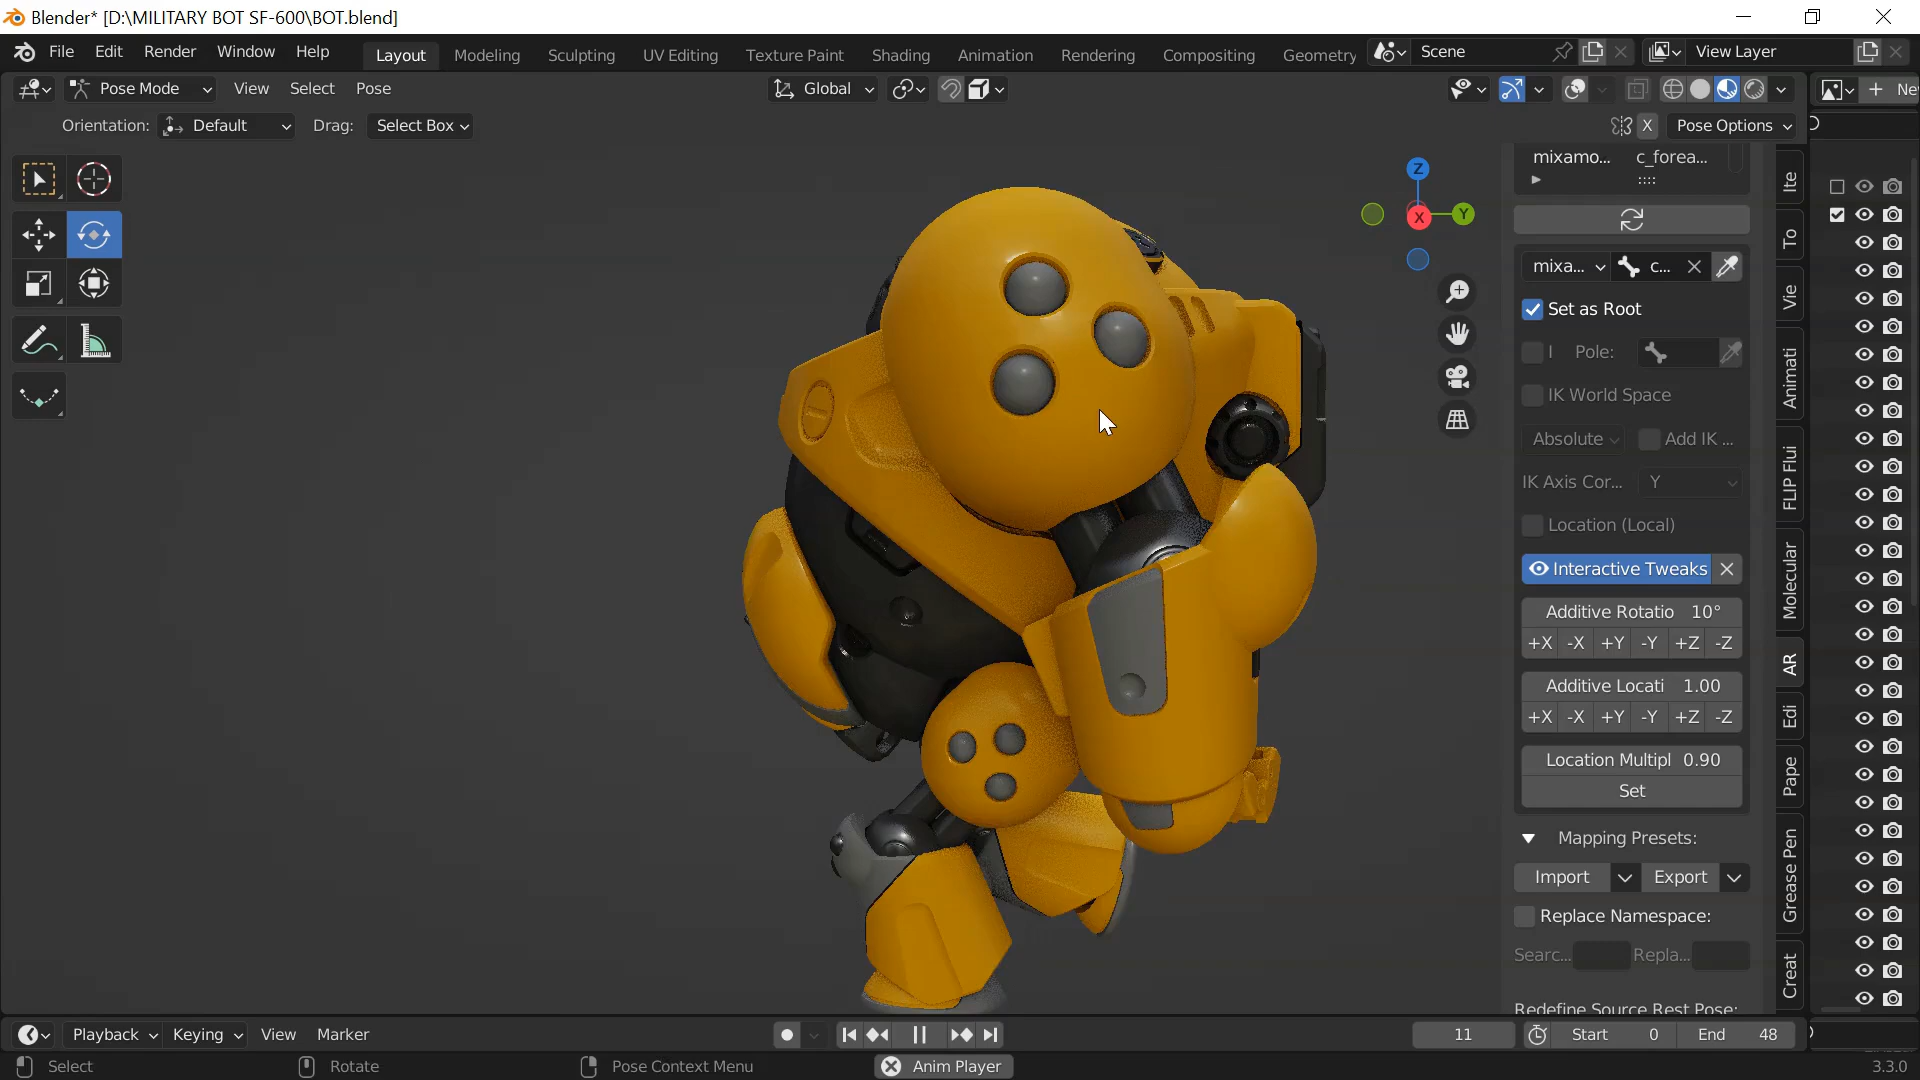 Blender* [D:\MILITARY BOT SF-600\BOT.blend]
File Edit Render Window Help Layout Modeling Sculpting UV Editing Texture Paint Shading Animation Rendering Compositing Geometry Scene View Layer
Pose Mode View Select Pose Global Ne
Orientation: Default Drag: Select Box X Pose Options
mixamo... c_forea...
Z
X
Y
mixa... c...
Set as Root
I Pole:
IK World Space
Absolute Add IK ...
IK Axis Cor... Y
Location (Local)
Interactive Tweaks
Additive Rotatio 10°
+X -X +Y -Y +Z -Z
Additive Locati 1.00
+X -X +Y -Y +Z -Z
Location Multipl 0.90
Set
Mapping Presets:
Import Export
Replace Namespace:
Searc... Repla...
Redefine Source Rest Pose:
Ite
To
Vie
Animati
FLIP Flui
Molecular
AR
Edi
Pape
Grease Pen
Creat
Playback Keying View Marker 11 Start 0 End 48
Select Rotate Pose Context Menu Anim Player 3.3.0